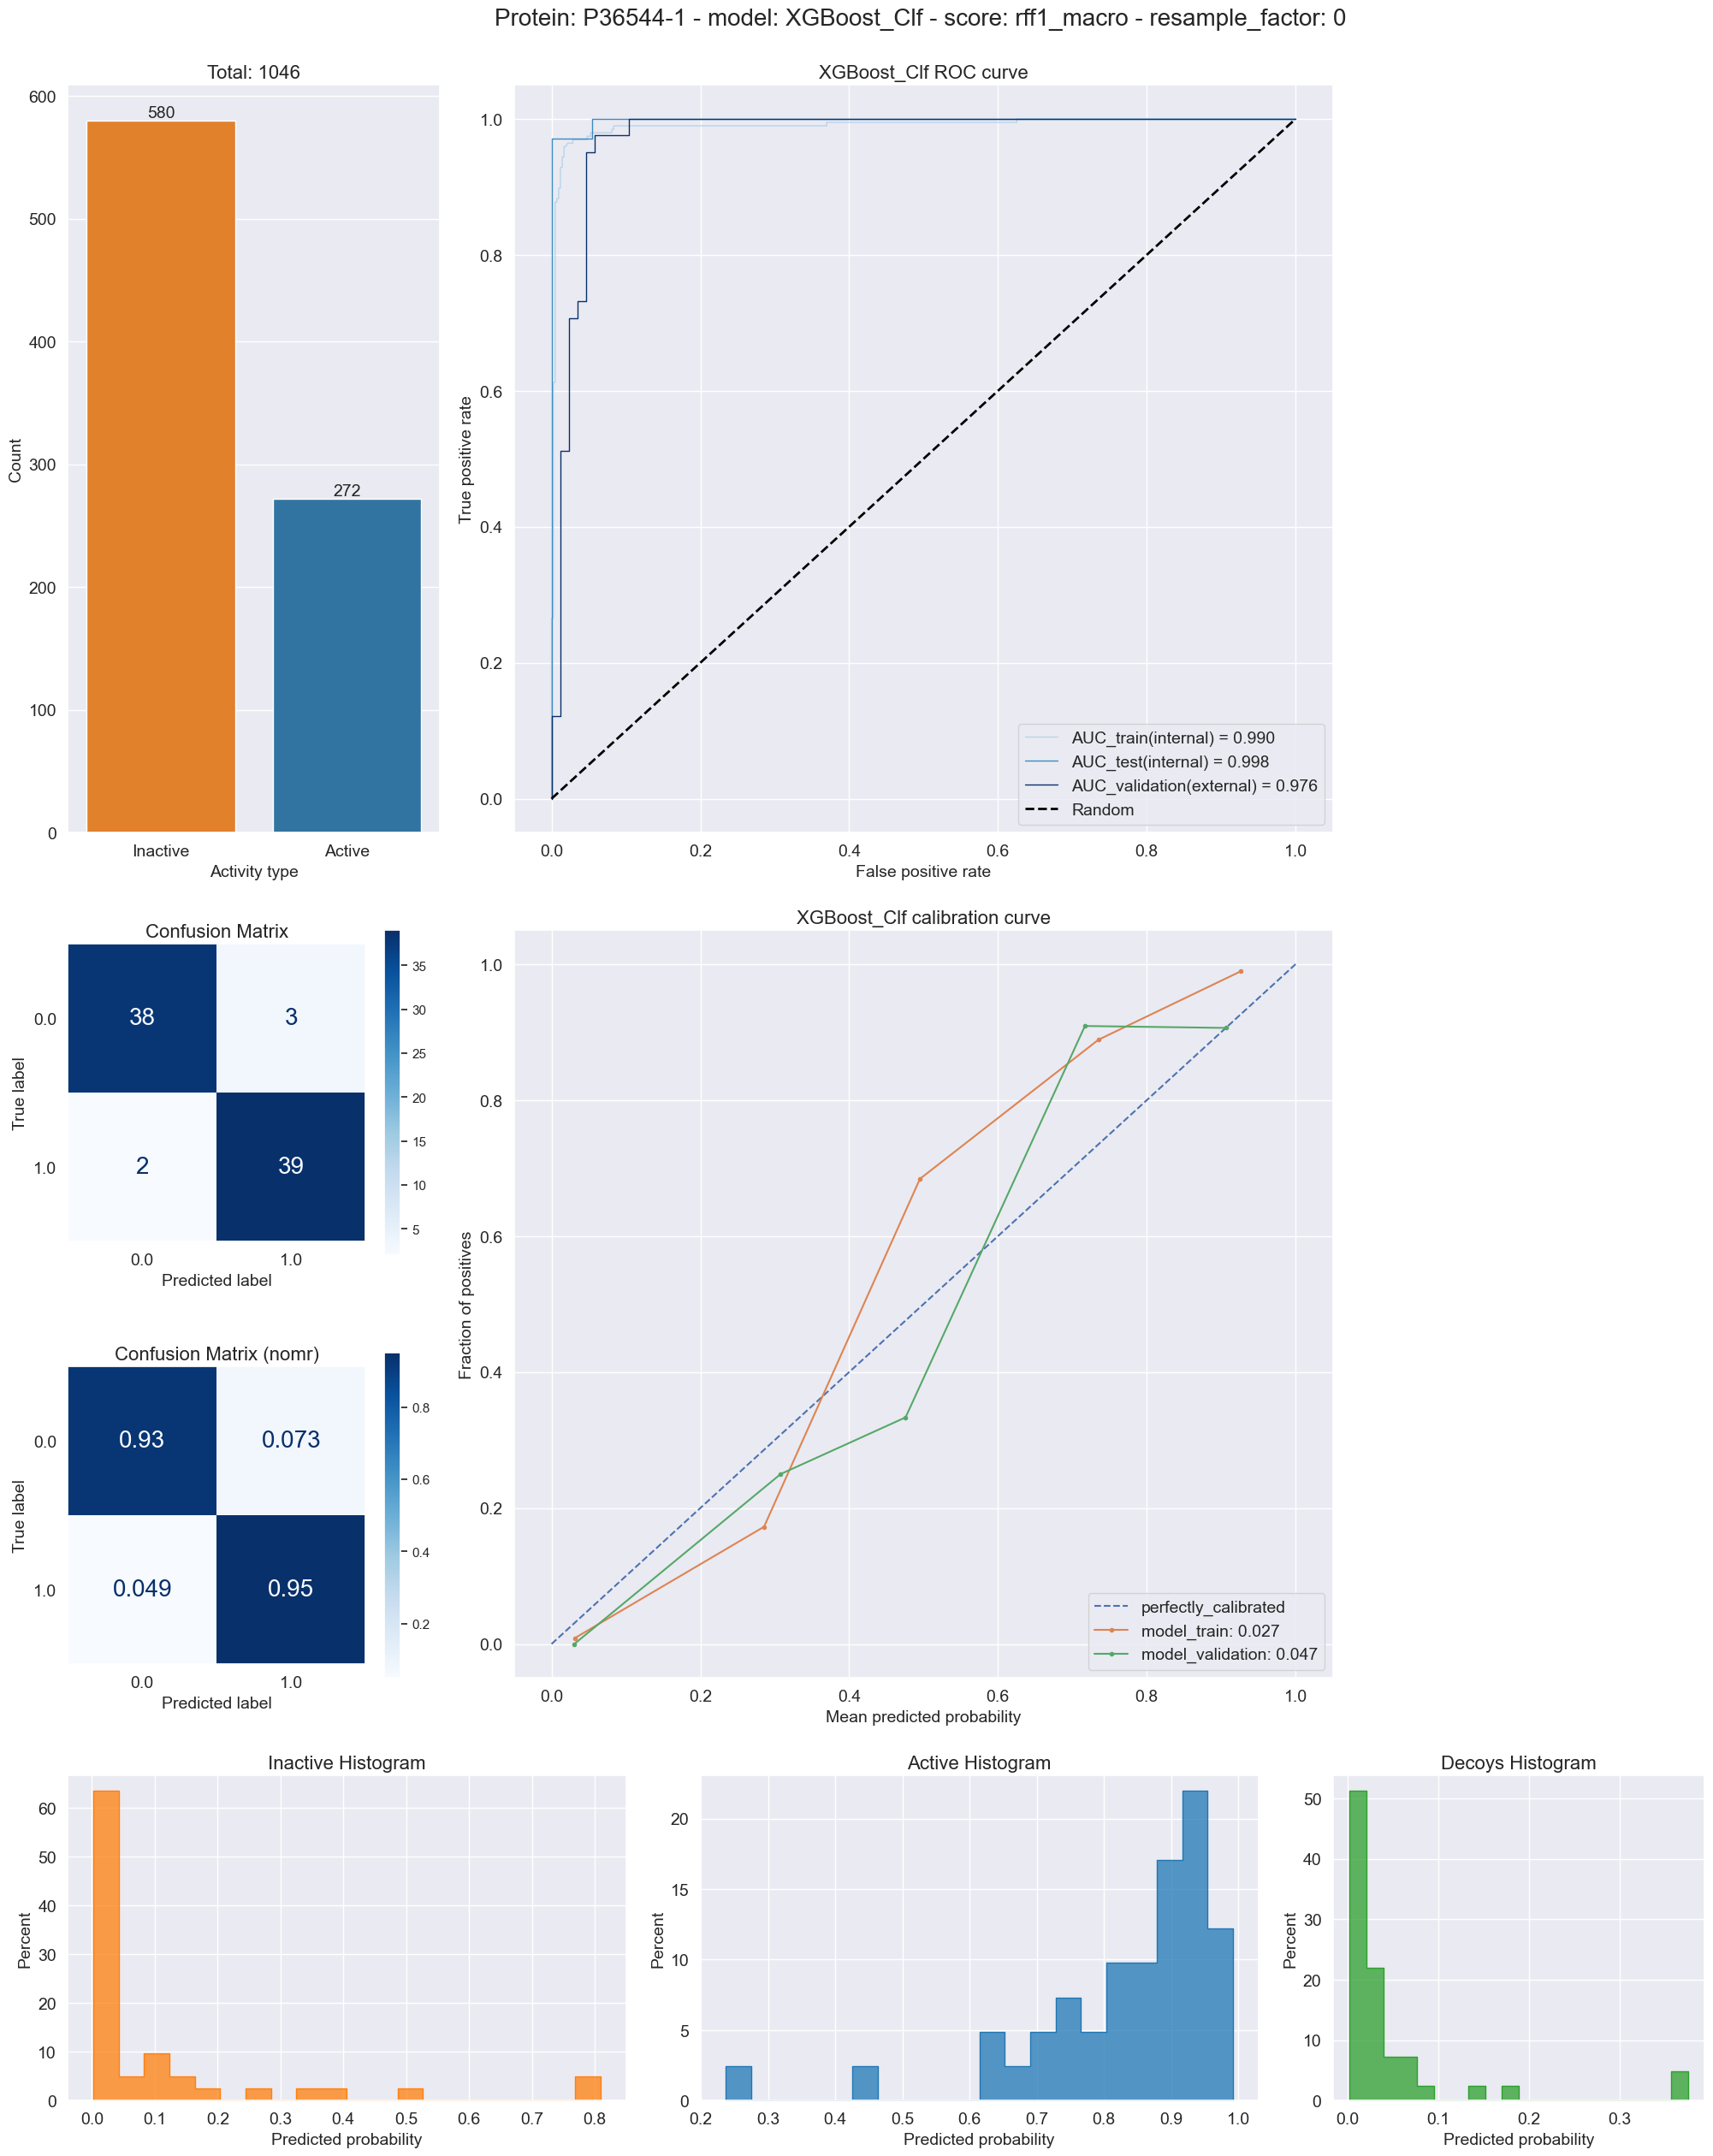 Protein: P36544-1 - model: XGBoost_Clf - score: rff1_macro - resample_factor: 0
Total: 1046
600
500
400
300
200
100
0
Count
580
272
Inactive
Active
Activity type
XGBoost_Clf ROC curve
1.0
0.8
0.6
0.4
0.2
0.0
True positive rate
AUC_train(internal) = 0.990
AUC_test(internal) = 0.998
AUC_validation(external) = 0.976
Random
0.0
0.2
0.4
0.6
0.8
1.0
False positive rate
Confusion Matrix
True label
0.0
38
3
1.0
2
39
0.0
1.0
Predicted label
35
30
25
20
15
10
5
XGBoost_Clf calibration curve
1.0
0.8
0.6
0.4
0.2
0.0
Fraction of positives
perfectly_calibrated
model_train: 0.027
model_validation: 0.047
0.0
0.2
0.4
0.6
0.8
1.0
Mean predicted probability
Confusion Matrix (nomr)
True label
0.0
0.93
0.073
1.0
0.049
0.95
0.0
1.0
Predicted label
0.8
0.6
0.4
0.2
Inactive Histogram
60
50
40
30
20
10
0
Percent
0.0
0.1
0.2
0.3
0.4
0.5
0.6
0.7
0.8
Predicted probability
Active Histogram
20
15
10
5
0
Percent
0.2
0.3
0.4
0.5
0.6
0.7
0.8
0.9
1.0
Predicted probability
Decoys Histogram
50
40
30
20
10
0
Percent
0.0
0.1
0.2
0.3
Predicted probability